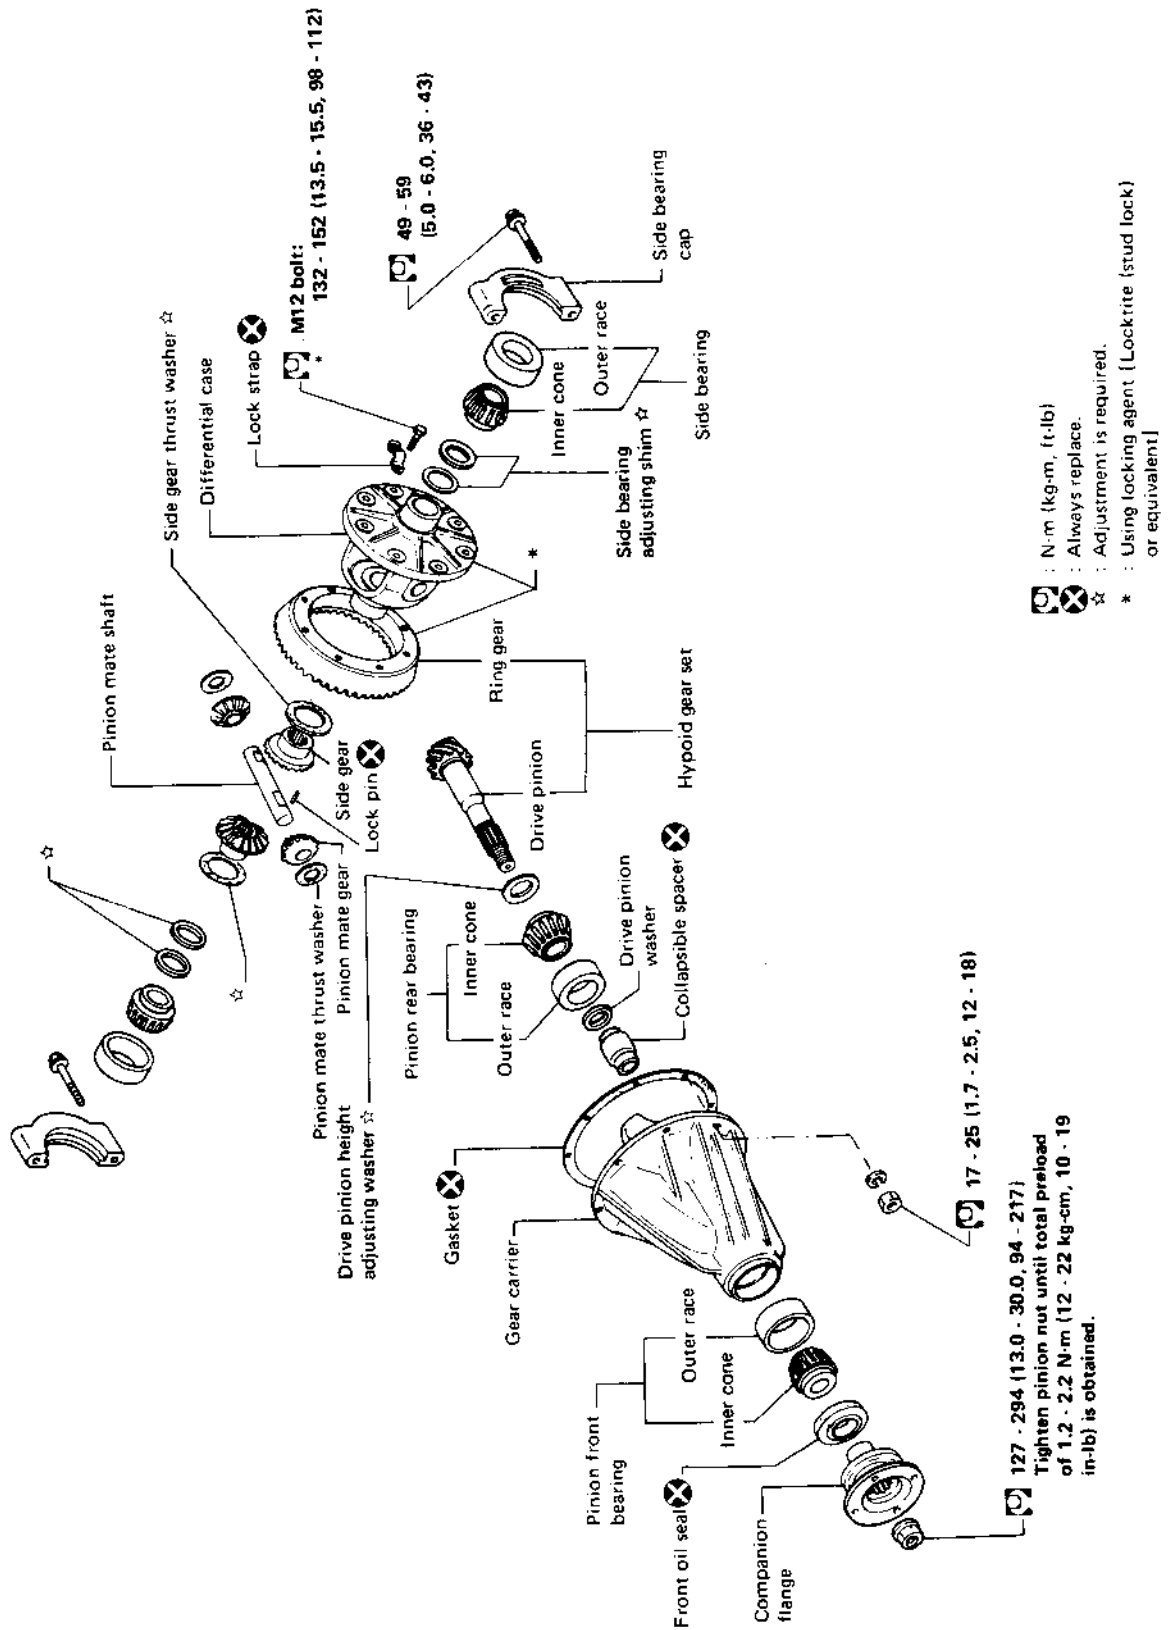 Side gear thrust washer ☆
Differential case
Lock strap
M12 bolt:
132 - 152 (13.5 - 15.5, 98 - 112)
*
49 - 59
(5.0 - 6.0, 36 - 43)
Pinion mate shaft
Side gear
Lock pin
☆
☆
Pinion mate thrust washer
Pinion mate gear
Drive pinion height
adjusting washer ☆
Ring gear
*
Drive pinion
Hypoid gear set
Side bearing
adjusting shim ☆
Inner cone
Outer race
Side bearing
Side bearing
cap
Pinion rear bearing
Inner cone
Outer race
Drive pinion
washer
Collapsible spacer
Gasket
Gear carrier
17 - 25 (1.7 - 2.5, 12 - 18)
Pinion front
bearing
Outer race
Inner cone
Front oil seal
Companion
flange
127 - 294 (13.0 - 30.0, 94 - 217)
Tighten pinion nut until total preload
of 1.2 - 2.2 N·m (12 - 22 kg-cm, 10 - 19
in-lb) is obtained.
: N·m (kg-m, ft-lb)
: Always replace.
☆ : Adjustment is required.
* : Using locking agent [Locktite (stud lock)
or equivalent]